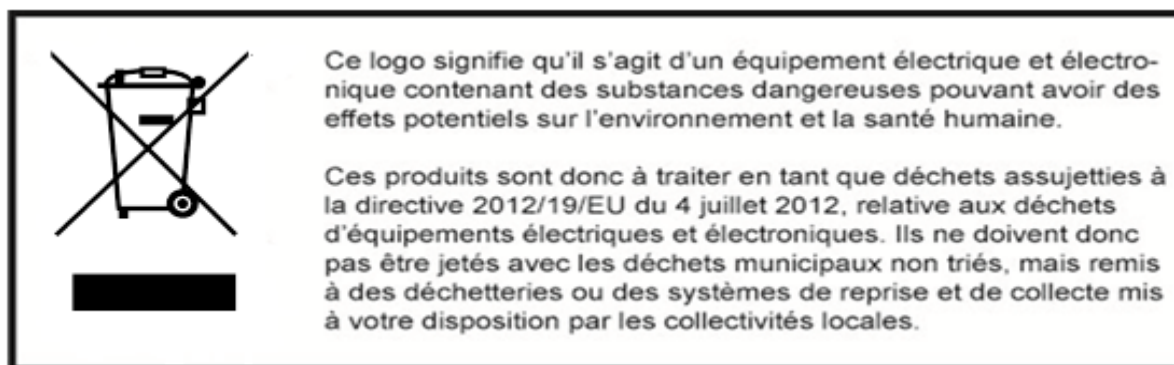 Ce logo signifie qu'il s'agit d'un équipement électrique et électro-
nique contenant des substances dangereuses pouvant avoir des
effets potentiels sur l'environnement et la santé humaine.
Ces produits sont donc à traiter en tant que déchets assujetties à
la directive 2012/19/EU du 4 juillet 2012, relative aux déchets
d'équipements électriques et électroniques. Ils ne doivent donc
pas être jetés avec les déchets municipaux non triés, mais remis
à des déchetteries ou des systèmes de reprise et de collecte mis
à votre disposition par les collectivités locales.